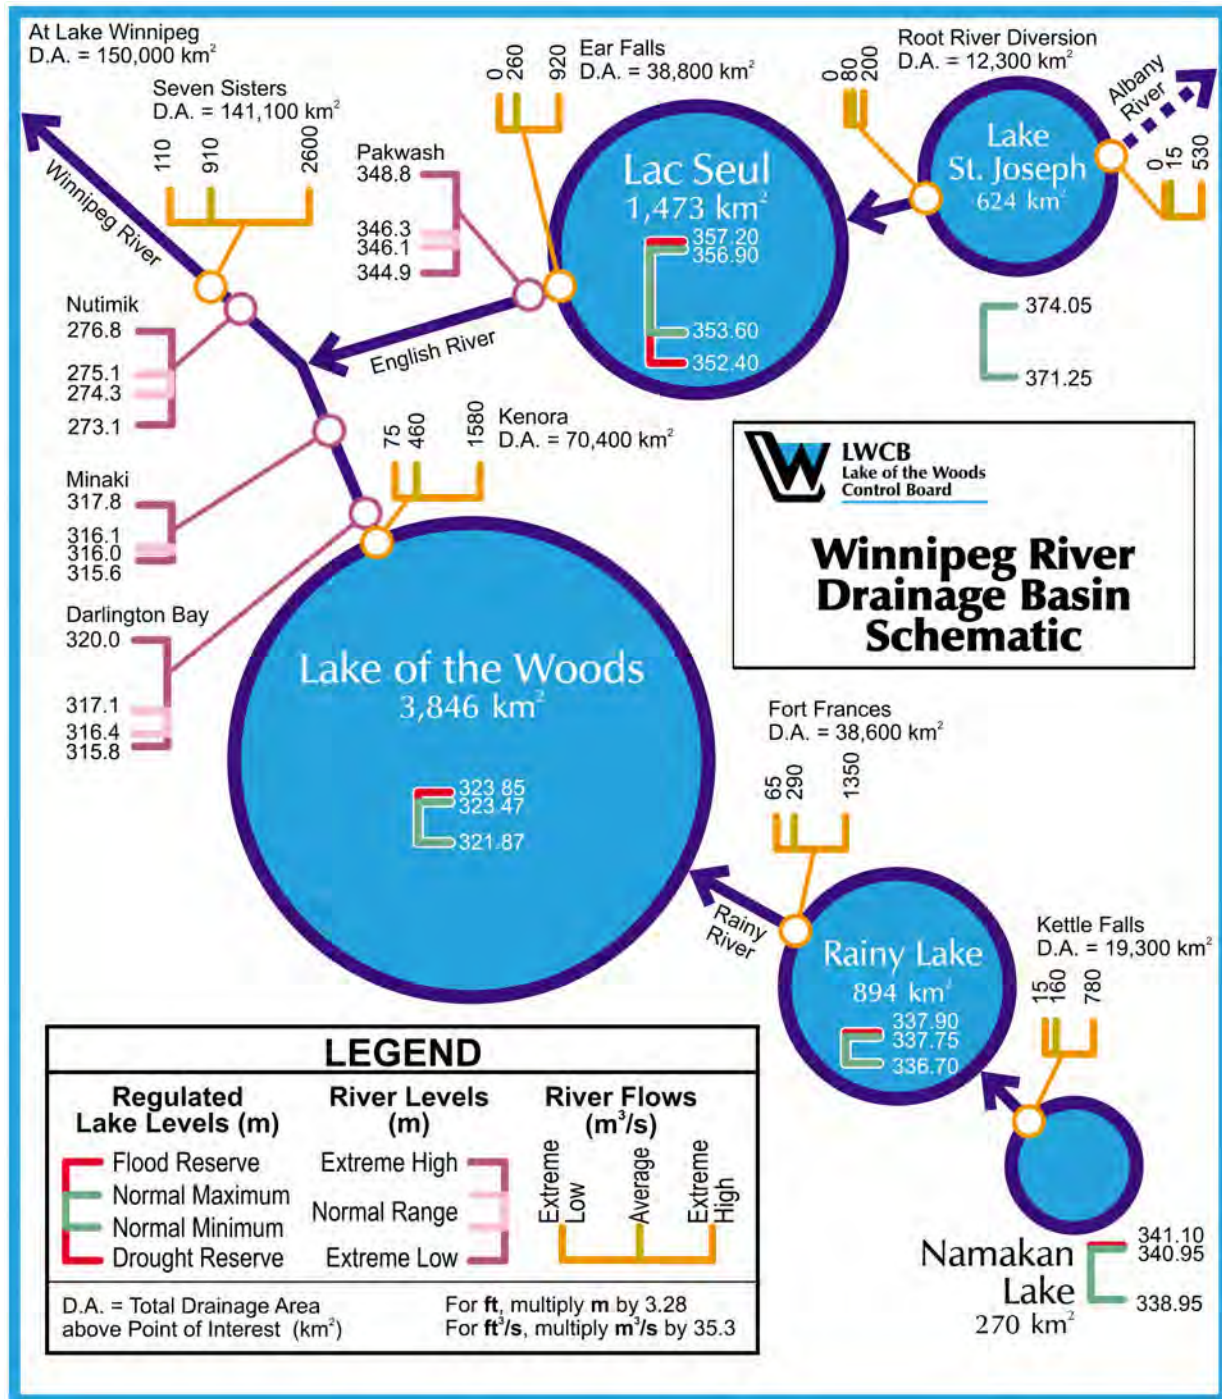 At Lake Winnipeg
D.A. = 150,000 km²
Seven Sisters
D.A. = 141,100 km²
110
910
2600
Winnipeg River
Ear Falls
D.A. = 38,800 km²
0
260
920
Root River Diversion
D.A. = 12,300 km²
0
80
200
Albany
River
0
15
530
Lake
St. Joseph
624 km²
374.05
371.25
Lac Seul
1,473 km²
357.20
356.90
353.60
352.40
Pakwash
348.8
346.3
346.1
344.9
English River
Nutimik
276.8
275.1
274.3
273.1
Minaki
317.8
316.1
316.0
315.6
Darlington Bay
320.0
317.1
316.4
315.8
Kenora
D.A. = 70,400 km²
75
460
1580
LWCB
Lake of the Woods
Control Board
Winnipeg River
Drainage Basin
Schematic
Lake of the Woods
3,846 km²
323.85
323.47
321.87
Fort Frances
D.A. = 38,600 km²
65
290
1350
Rainy
River
Rainy Lake
894 km²
337.90
337.75
336.70
Kettle Falls
D.A. = 19,300 km²
15
160
780
Namakan
Lake
270 km²
341.10
340.95
338.95
LEGEND
Regulated
Lake Levels (m)
Flood Reserve
Normal Maximum
Normal Minimum
Drought Reserve
River Levels
(m)
Extreme High
Normal Range
Extreme Low
River Flows
(m³/s)
Extreme
Low
Average
Extreme
High
D.A. = Total Drainage Area
above Point of Interest (km²)
For ft, multiply m by 3.28
For ft³/s, multiply m³/s by 35.3